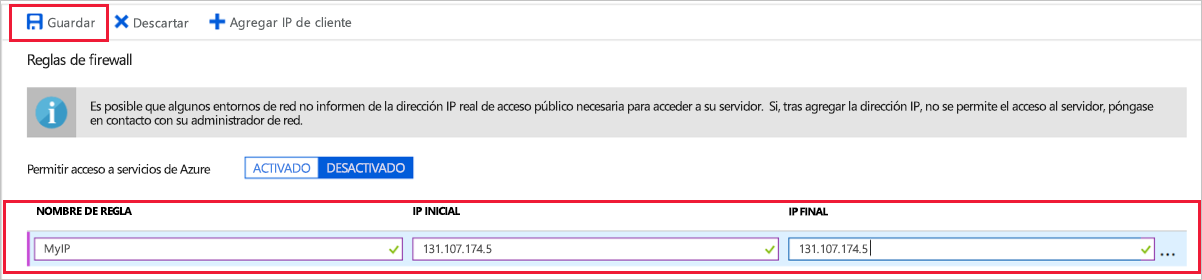 Guardar Descartar Agregar IP de cliente
Reglas de firewall
Es posible que algunos entornos de red no informen de la dirección IP real de acceso público necesaria para acceder a su servidor. Si, tras agregar la dirección IP, no se permite el acceso al servidor, póngase
en contacto con su administrador de red.
Permitir acceso a servicios de Azure ACTIVADO DESACTIVADO
NOMBRE DE REGLA IP INICIAL IP FINAL
MyIP 131.107.174.5 131.107.174.5 ...